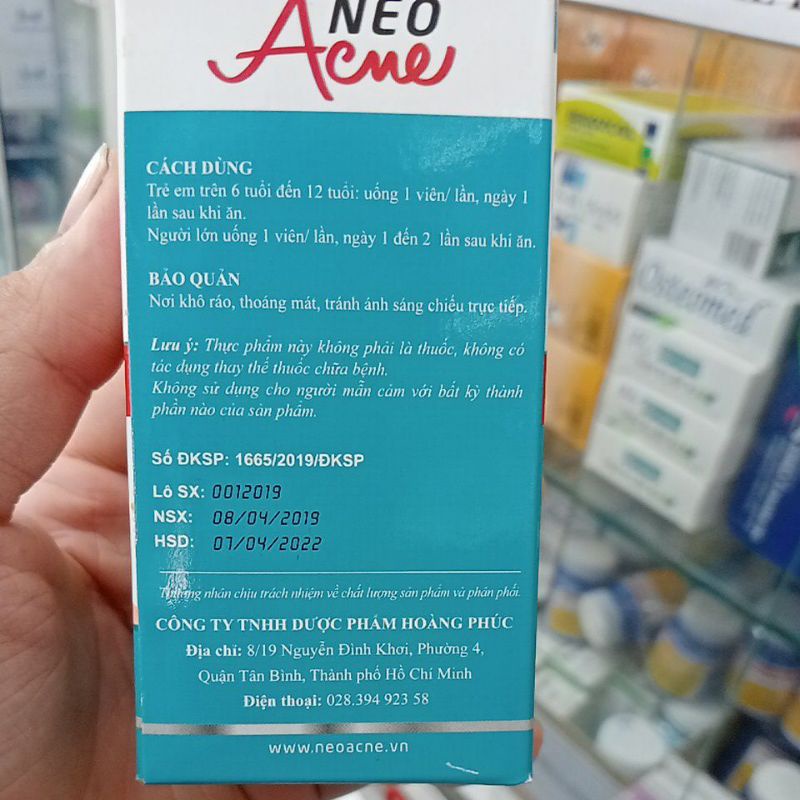 NEO
Acne
CÁCH DÙNG
Trẻ em trên 6 tuổi đến 12 tuổi: uống 1 viên/ lần, ngày 1
lần sau khi ăn.
Người lớn uống 1 viên/ lần, ngày 1 đến 2 lần sau khi ăn.
BẢO QUẢN
Nơi khô ráo, thoáng mát, tránh ánh sáng chiếu trực tiếp.
Lưu ý: Thực phẩm này không phải là thuốc, không có
tác dụng thay thế thuốc chữa bệnh.
Không sử dụng cho người mẫn cảm với bất kỳ thành
phần nào của sản phẩm.
Số ĐKSP: 1665/2019/ĐKSP
Lô SX: 0012019
NSX: 08/04/2019
HSD: 07/04/2022
Thương nhân chịu trách nhiệm về chất lượng sản phẩm và phân phối.
CÔNG TY TNHH DƯỢC PHẨM HOÀNG PHÚC
Địa chỉ: 8/19 Nguyễn Đình Khơi, Phường 4,
Quận Tân Bình, Thành phố Hồ Chí Minh
Điện thoại: 028.394 923 58
www.neoacne.vn
Osteomed